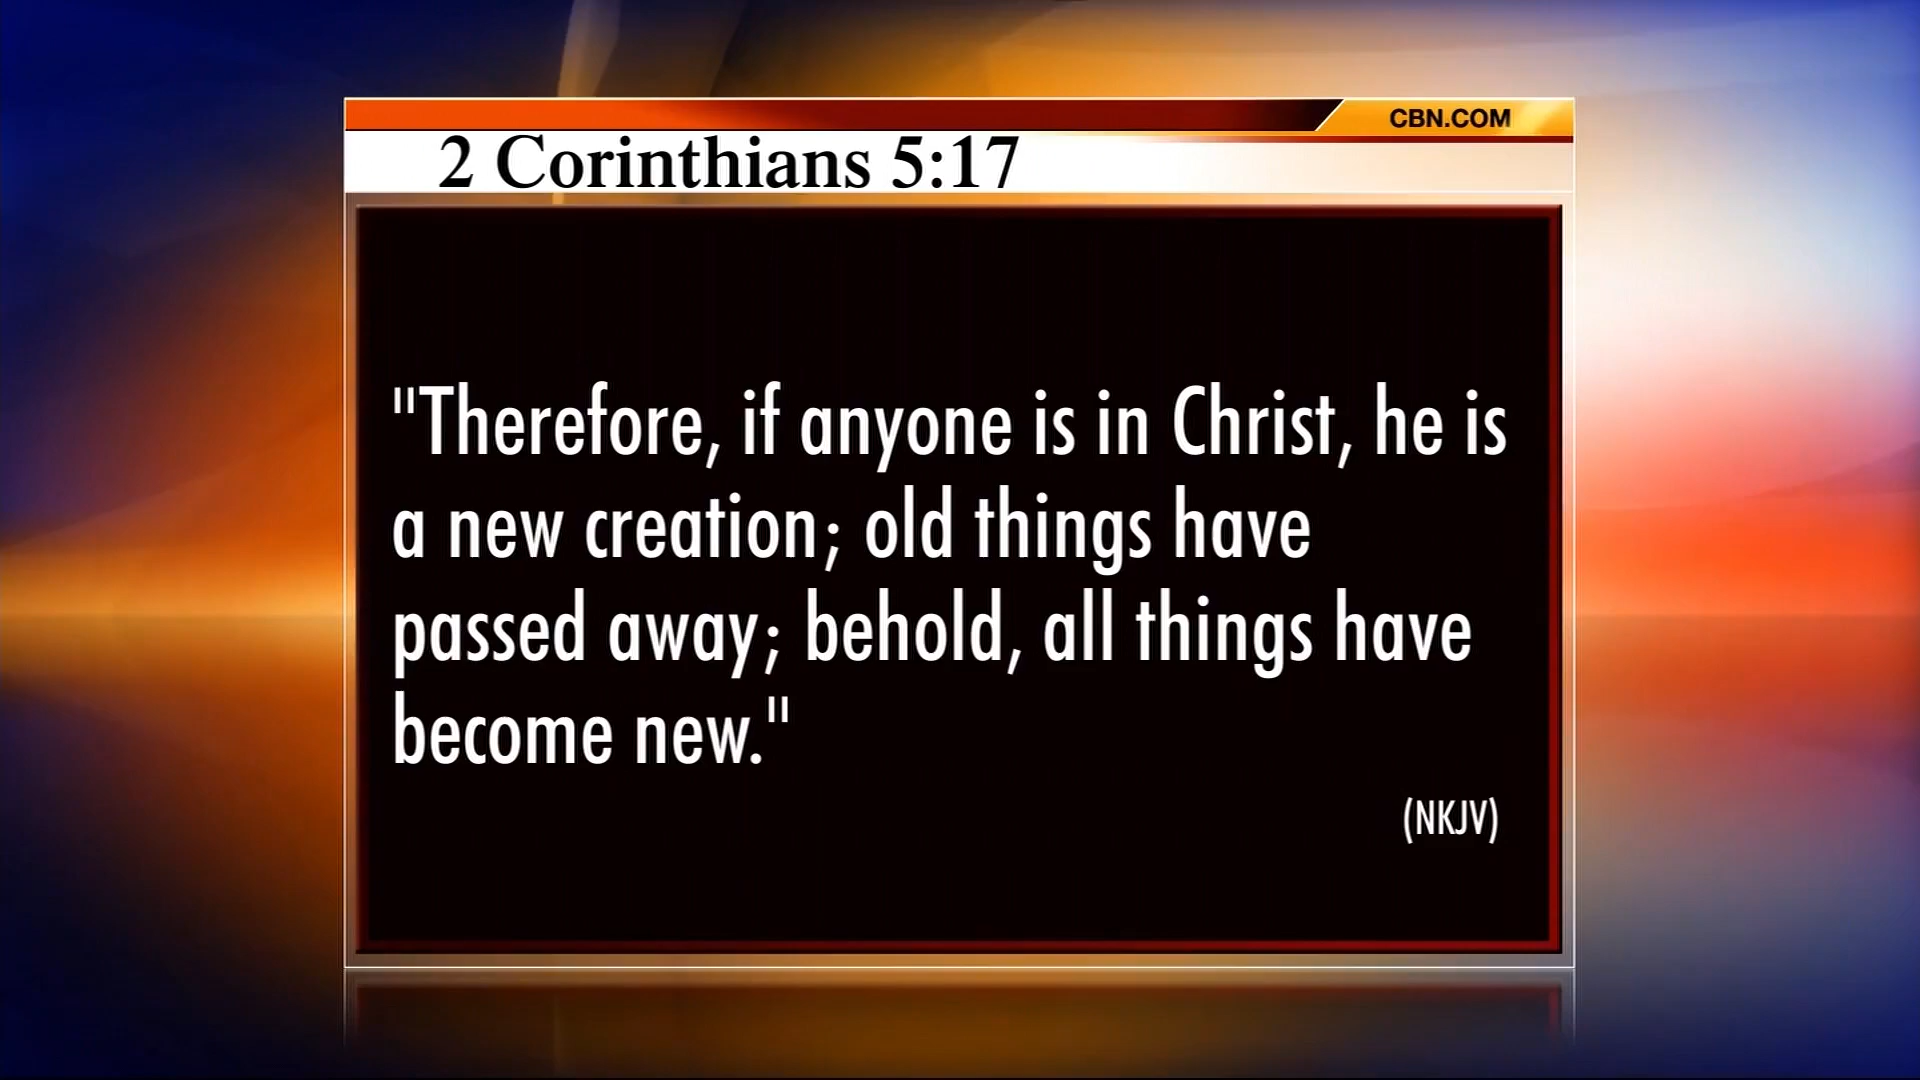 CBN.COM
2 Corinthians 5:17
"Therefore, if anyone is in Christ, he is
a new creation; old things have
passed away; behold, all things have
become new."
(NKJV)